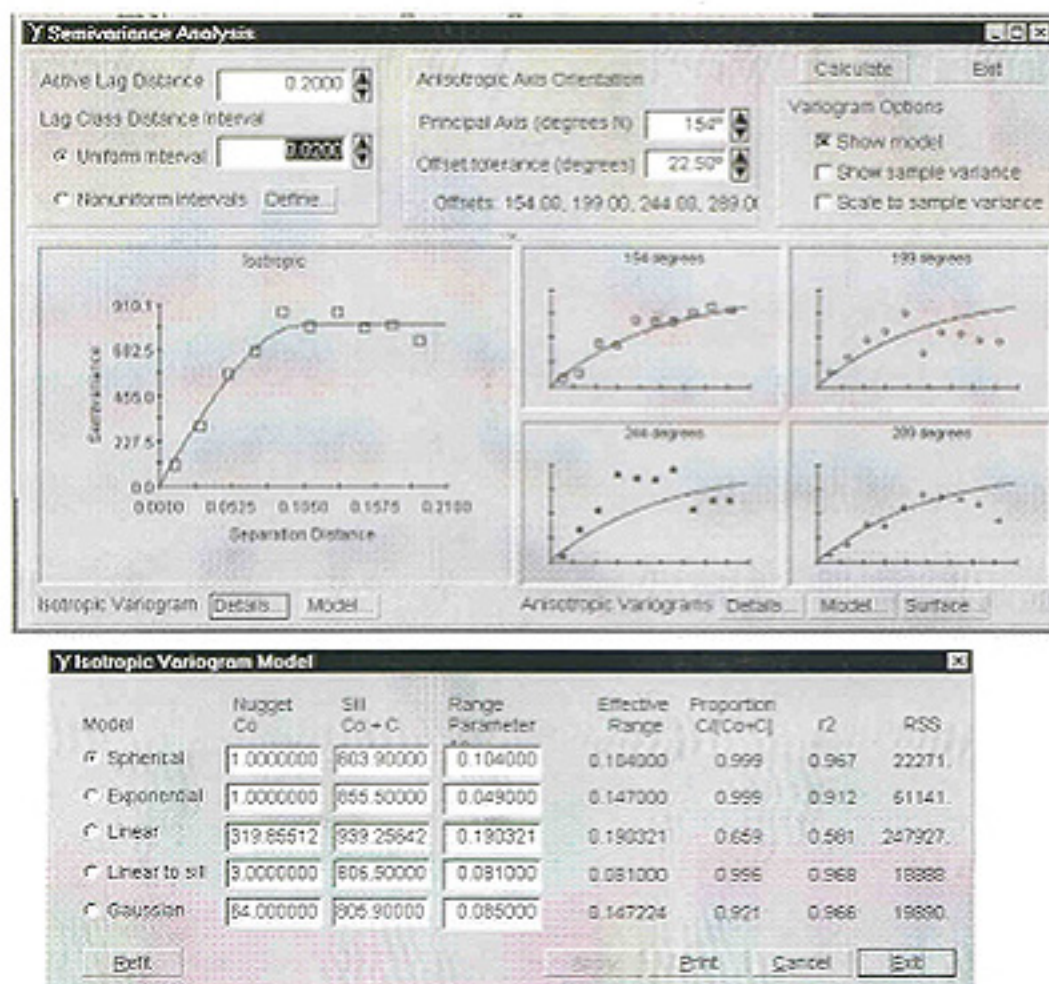 γ Semivariance Analysis
Active Lag Distance 0.2000
Lag Class Distance Interval
Uniform Interval 0.0200
Nonuniform Intervals Define...
Anisotropic Axis Orientation
Principal Axis (degrees N) 154º
Offset tolerance (degrees) 22.50º
Offsets: 154.00, 199.00, 244.00, 289.0
Calculate Exit
Variogram Options
Show model
Show sample variance
Scale to sample variance
Isotropic
910.1
682.5
455.0
227.5
0.0
Semivariance
0.0000 0.0525 0.1050 0.1575 0.2100
Separation Distance
154 degrees
199 degrees
244 degrees
289 degrees
Isotropic Variogram Details... Model...
Anisotropic Variograms Details... Model... Surface...
γ Isotropic Variogram Model
Nugget Sill Range Effective Proportion
Model Co Co + C Parameter Range C/[Co+C] r2 RSS
Spherical 1.0000000 803.90000 0.104000 0.104000 0.999 0.967 22271.
Exponential 1.0000000 855.50000 0.049000 0.147000 0.999 0.912 61141.
Linear 319.85512 939.25642 0.190321 0.190321 0.659 0.581 247927.
Linear to sill 3.0000000 806.50000 0.081000 0.081000 0.996 0.968
Gaussian 64.000000 805.90000 0.085000 0.147224 0.921 0.966 19890.
Refit Print Cancel Exit